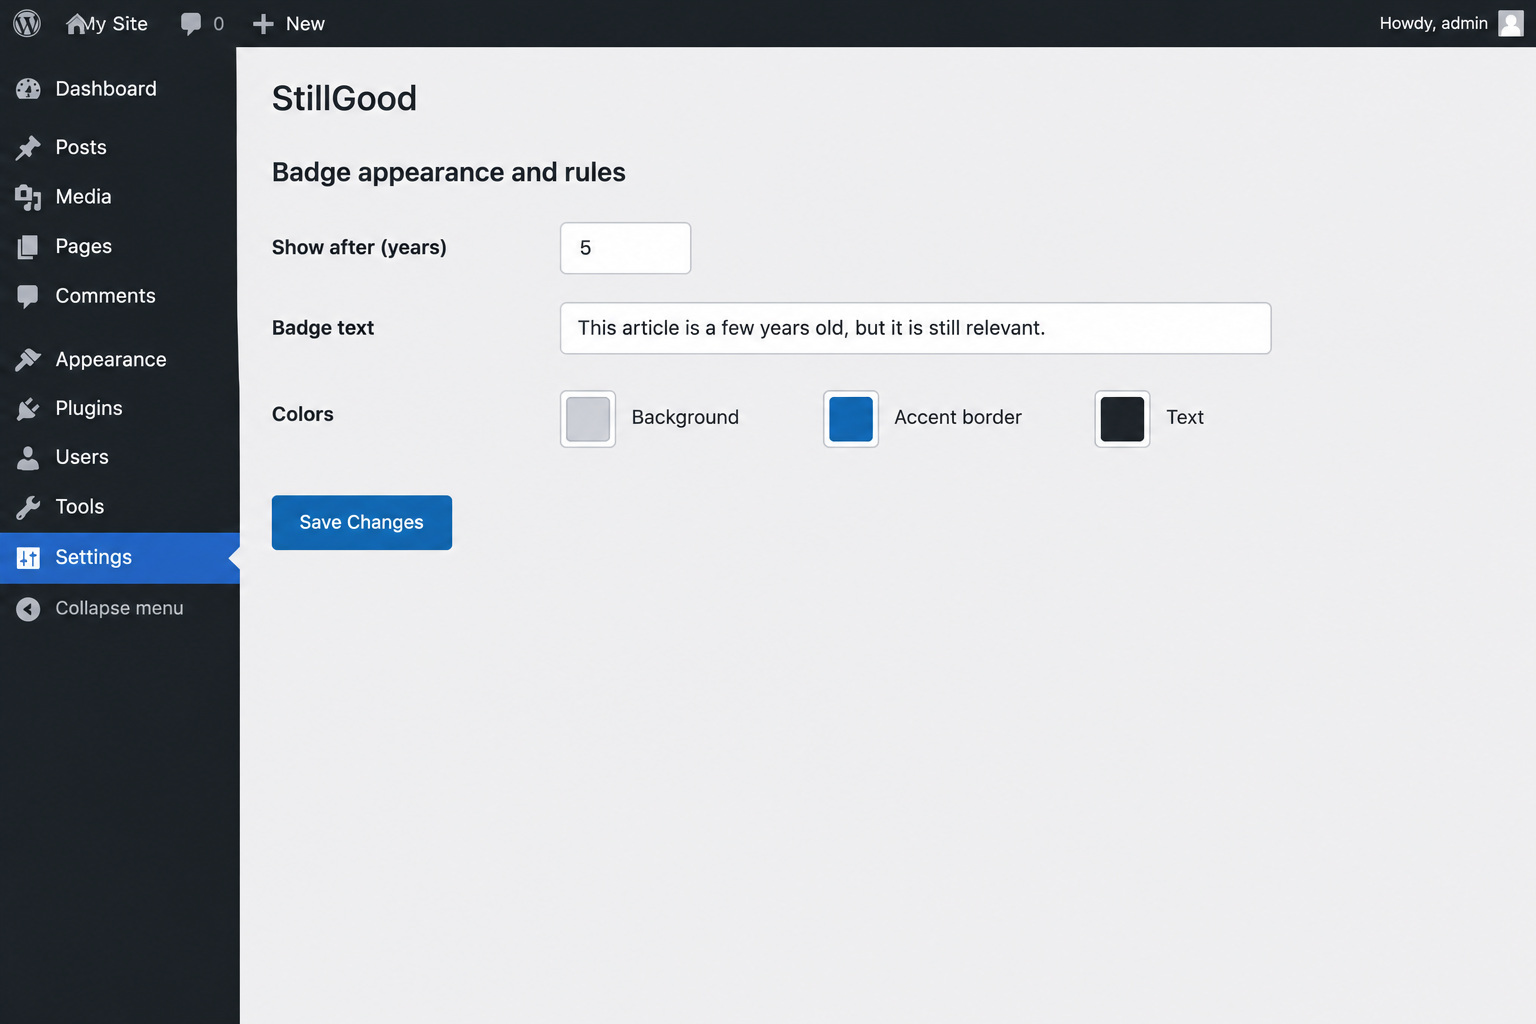 My Site
0
New
Howdy, admin
Dashboard
Posts
Media
Pages
Comments
Appearance
Plugins
Users
Tools
Settings
Collapse menu
StillGood
Badge appearance and rules
Show after (years)
5
Badge text
This article is a few years old, but it is still relevant.
Colors
Background
Accent border
Text
Save Changes